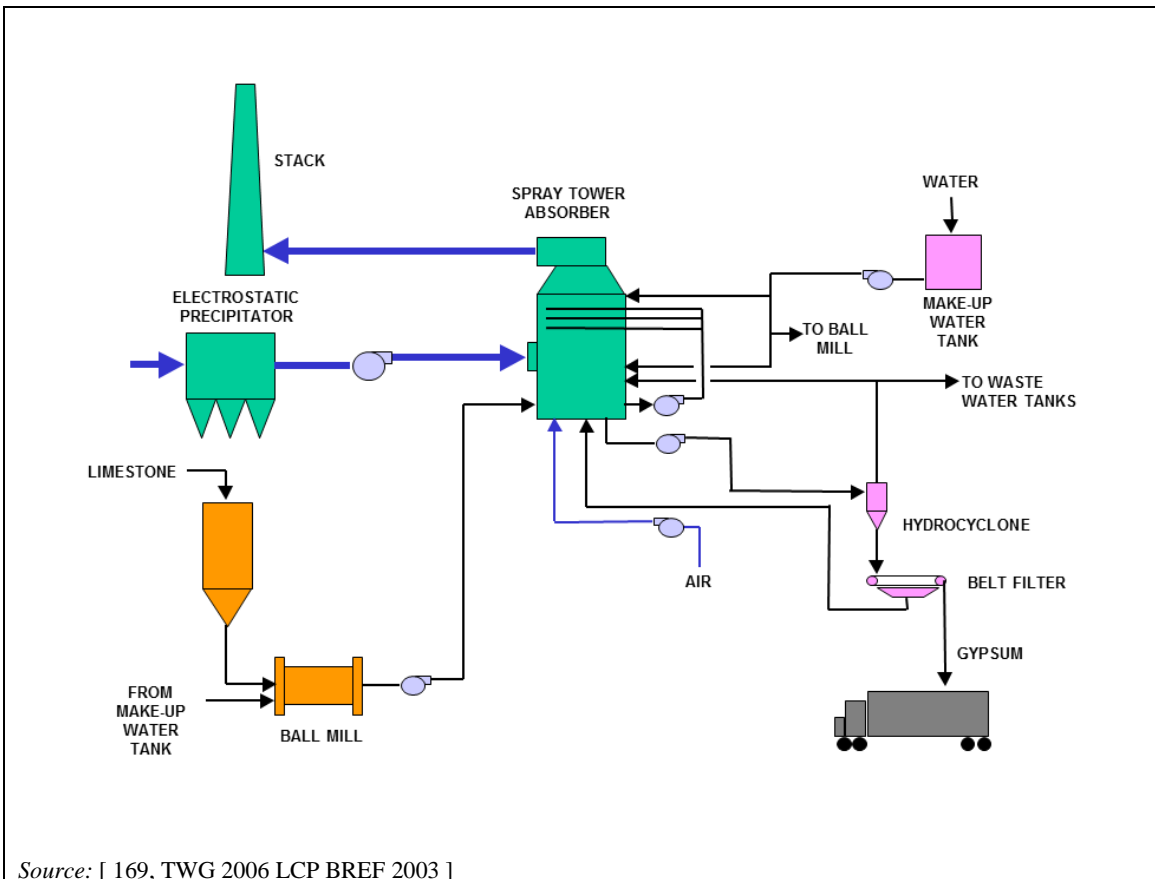 STACK
SPRAY TOWER
ABSORBER
WATER
ELECTROSTATIC
PRECIPITATOR
MAKE-UP
WATER
TANK
TO BALL
MILL
TO WASTE
WATER TANKS
LIMESTONE
HYDROCYCLONE
AIR
BELT FILTER
GYPSUM
FROM
MAKE-UP
WATER
TANK
BALL MILL
Source: [ 169, TWG 2006 LCP BREF 2003 ]